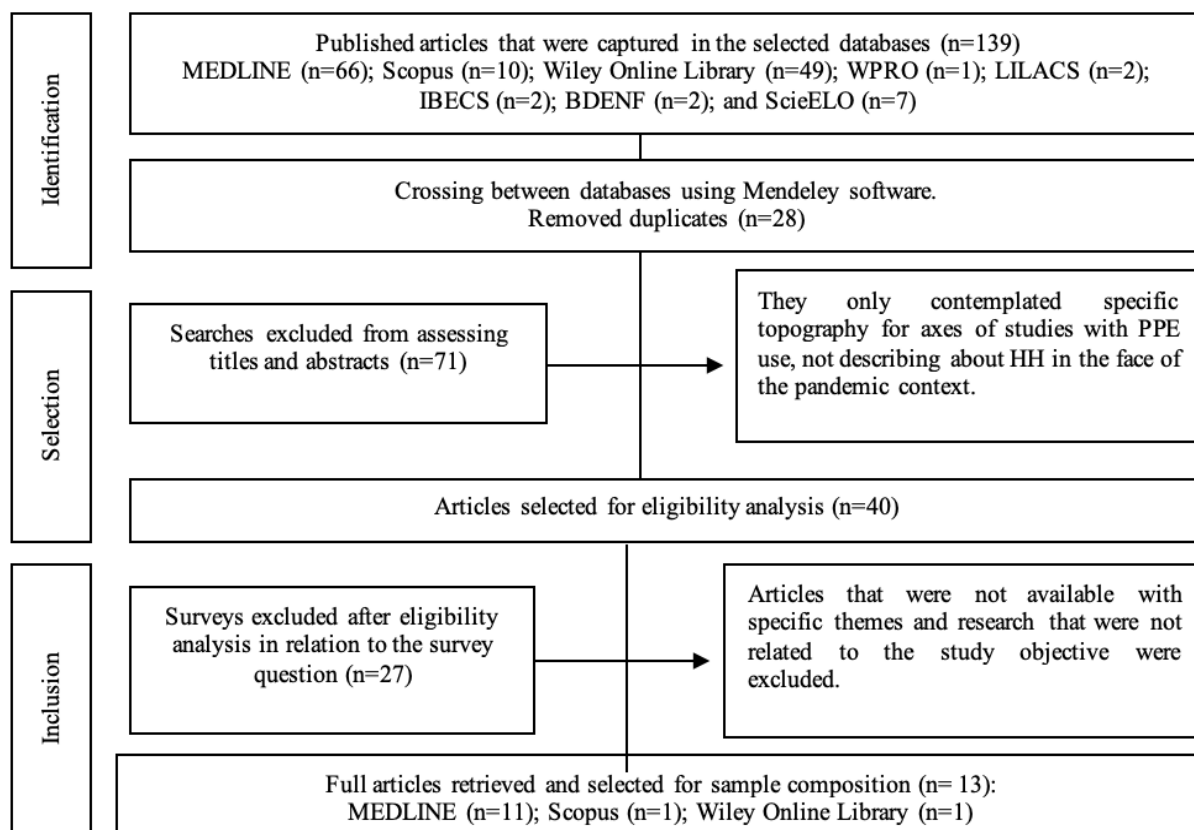 Identification
Published articles that were captured in the selected databases (n=139)
MEDLINE (n=66); Scopus (n=10); Wiley Online Library (n=49); WPRO (n=1); LILACS (n=2);
IBECS (n=2); BDENF (n=2); and ScieELO (n=7)
Crossing between databases using Mendeley software.
Removed duplicates (n=28)
Selection
Searches excluded from assessing
titles and abstracts (n=71)
They only contemplated specific
topography for axes of studies with PPE
use, not describing about HH in the face of
the pandemic context.
Articles selected for eligibility analysis (n=40)
Inclusion
Surveys excluded after eligibility
analysis in relation to the survey
question (n=27)
Articles that were not available with
specific themes and research that were not
related to the study objective were
excluded.
Full articles retrieved and selected for sample composition (n= 13):
MEDLINE (n=11); Scopus (n=1); Wiley Online Library (n=1)